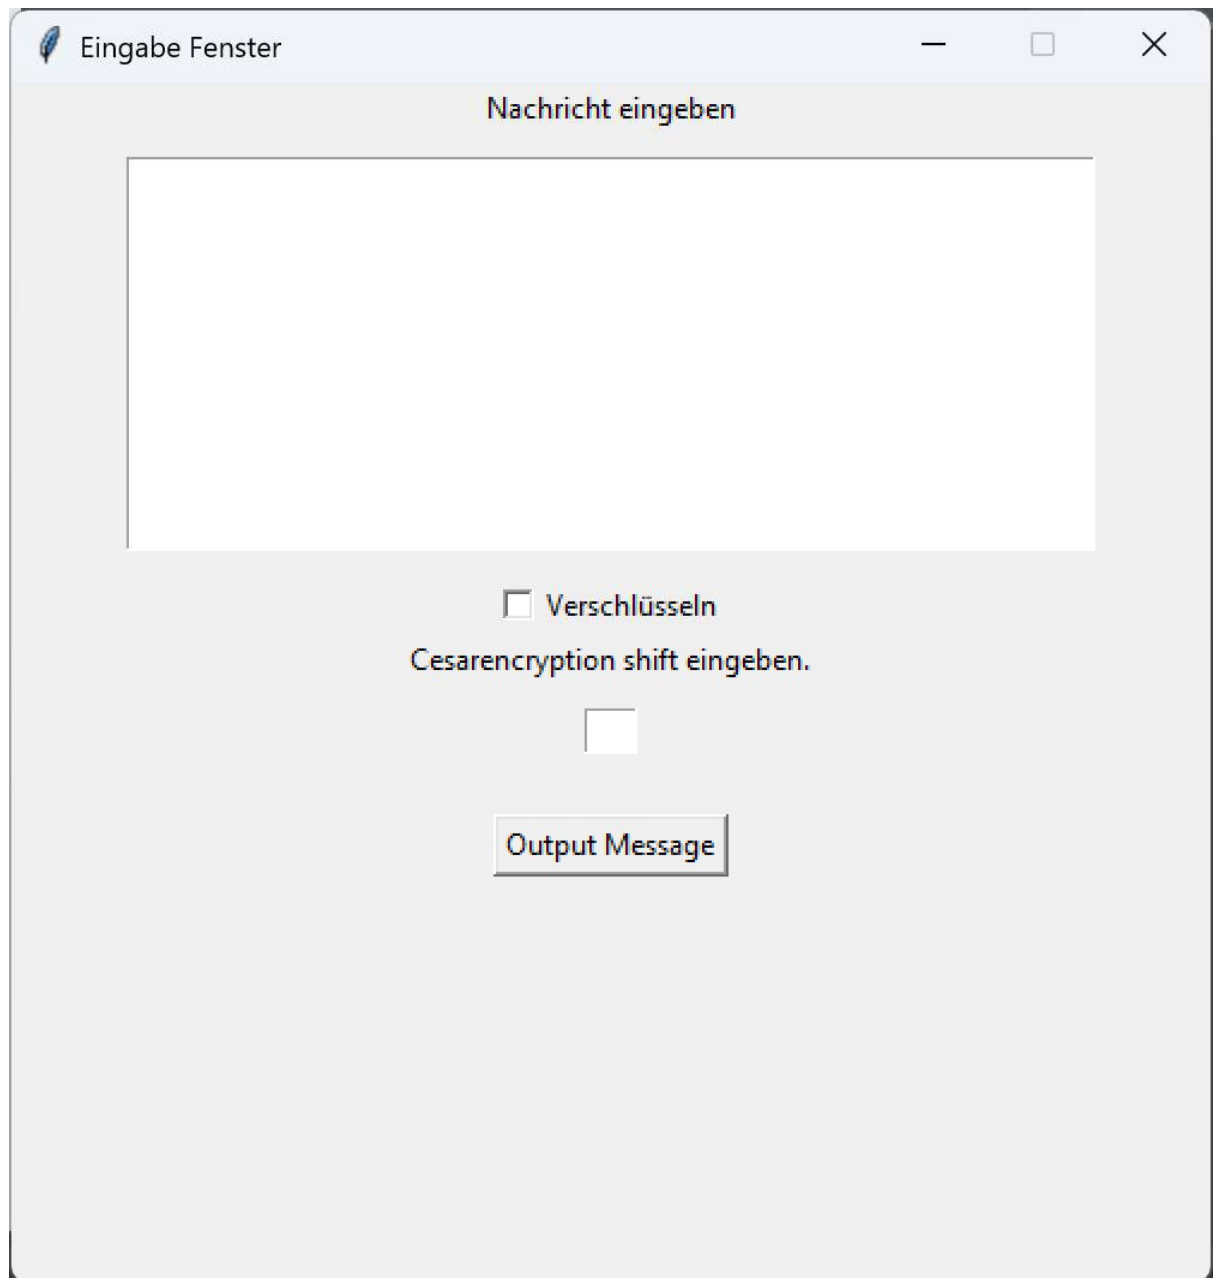 Eingabe Fenster
Nachricht eingeben
Verschlüsseln
Cesarencryption shift eingeben.
Output Message